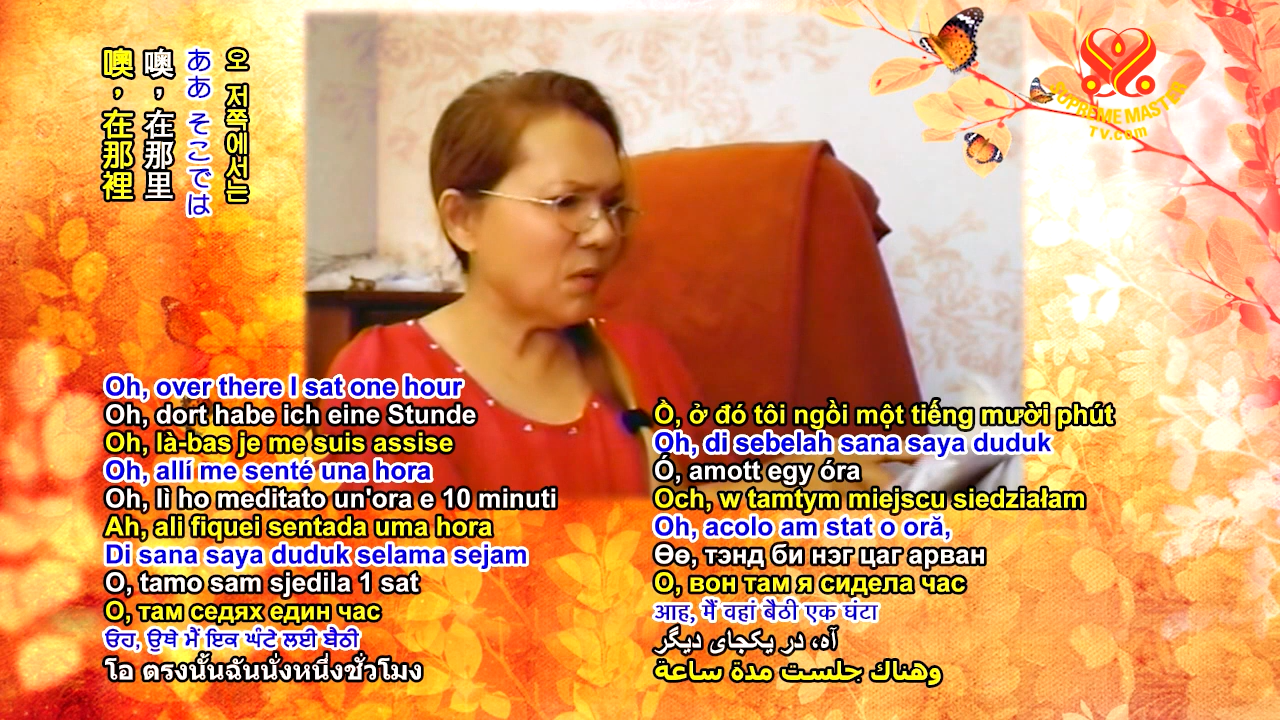 噢，在那裡
噢，在那里
ああ そこでは
오 저쪽에서는
SUPREME MASTER
TV.com
Oh, over there I sat one hour
Oh, dort habe ich eine Stunde
Oh, là-bas je me suis assise
Oh, allí me senté una hora
Oh, lì ho meditato un'ora e 10 minuti
Ah, ali fiquei sentada uma hora
Di sana saya duduk selama sejam
O, tamo sam sjedila 1 sat
О, там седях един час
ਓਹ, ਉਥੇ ਮੈਂ ਇਕ ਘੰਟੇ ਲਈ ਬੈਠੀ
โอ ตรงนั้นฉันนั่งหนึ่งชั่วโมง
Ồ, ở đó tôi ngồi một tiếng mười phút
Oh, di sebelah sana saya duduk
Ó, amott egy óra
Och, w tamtym miejscu siedziałam
Oh, acolo am stat o oră,
Өө, тэнд би нэг цаг арван
О, вон там я сидела час
आह, मैं वहां बैठी एक घंटा
آه، در یکجای دیگر
وهناك جلست مدة ساعة